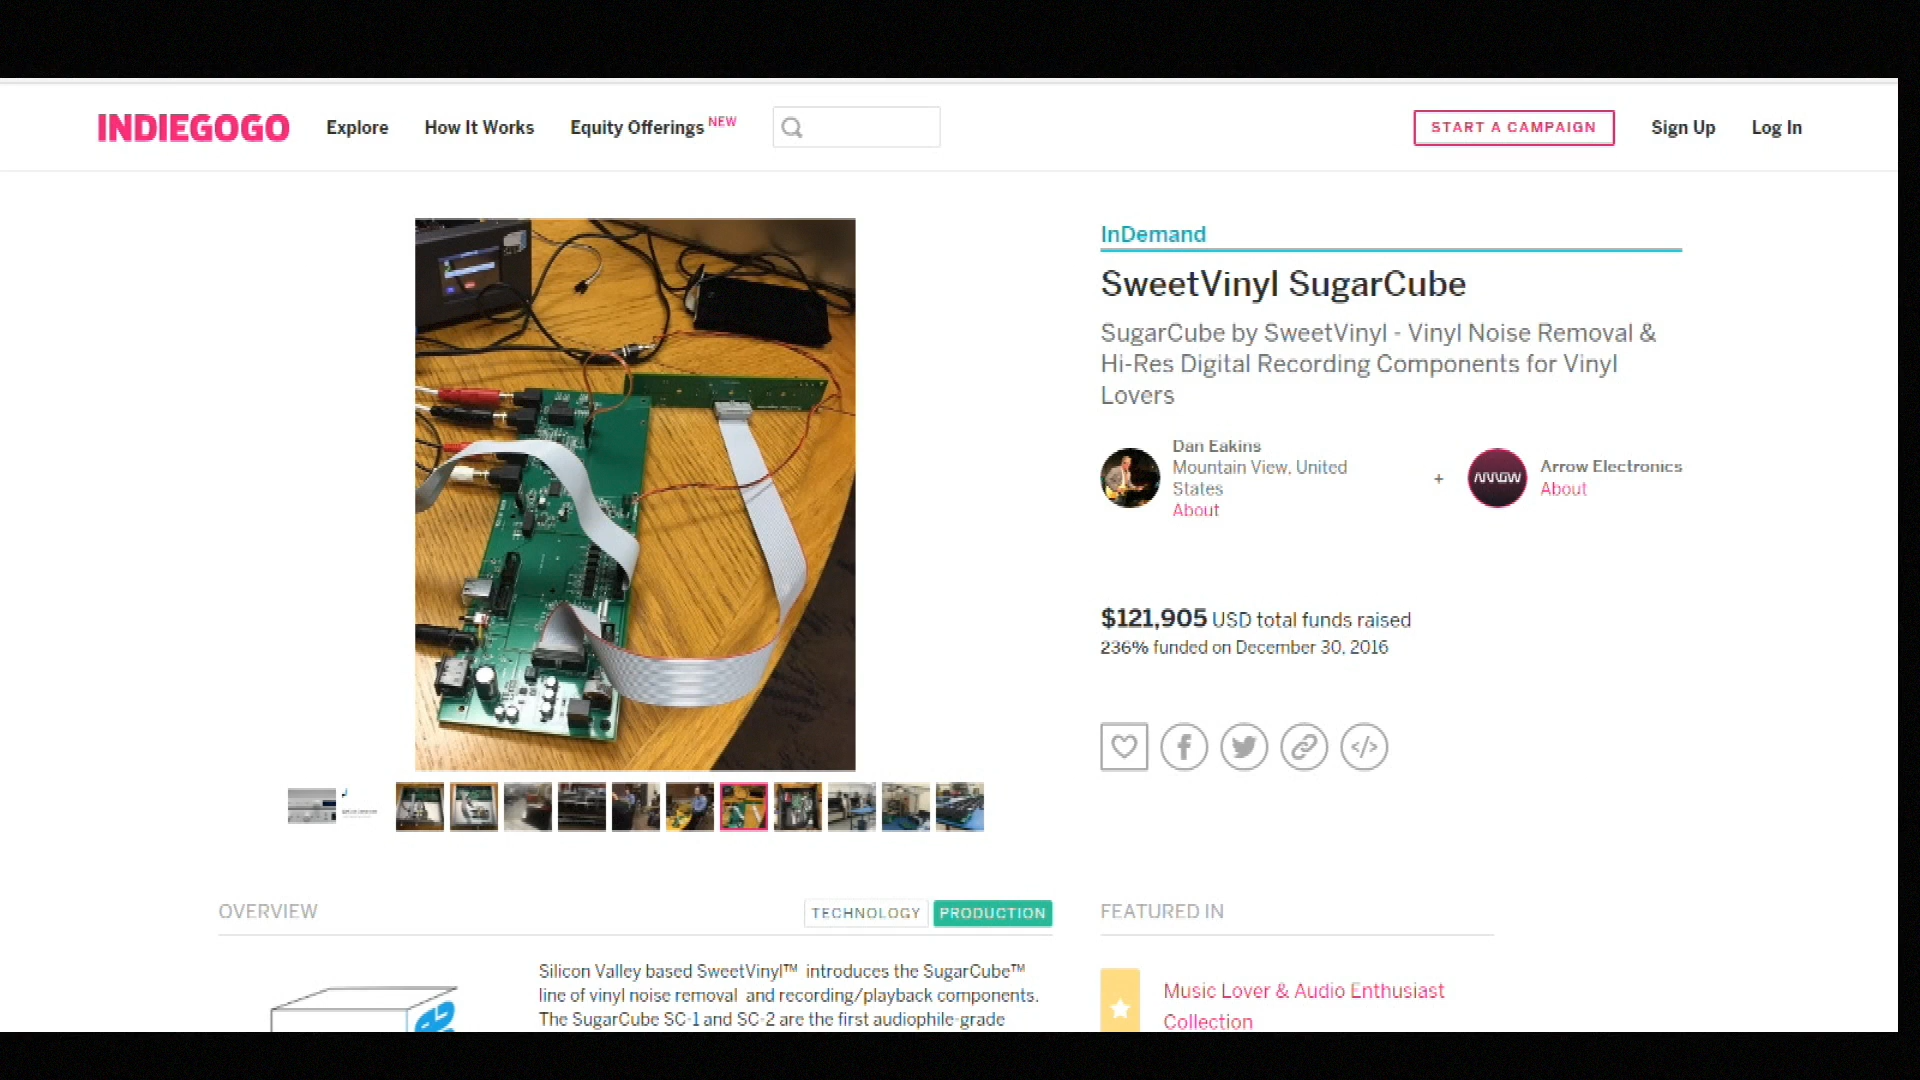 INDIEGOGO
Explore
How It Works
Equity Offerings NEW
START A CAMPAIGN
Sign Up
Log In
InDemand
SweetVinyl SugarCube
SugarCube by SweetVinyl - Vinyl Noise Removal &
Hi-Res Digital Recording Components for Vinyl
Lovers
Dan Eakins
Mountain View, United
States
About
+
ARROW
Arrow Electronics
About
$121,905 USD total funds raised
236% funded on December 30, 2016
OVERVIEW
TECHNOLOGY
PRODUCTION
Silicon Valley based SweetVinyl™ introduces the SugarCube™
line of vinyl noise removal and recording/playback components.
The SugarCube SC-1 and SC-2 are the first audiophile-grade
FEATURED IN
Music Lover & Audio Enthusiast
Collection